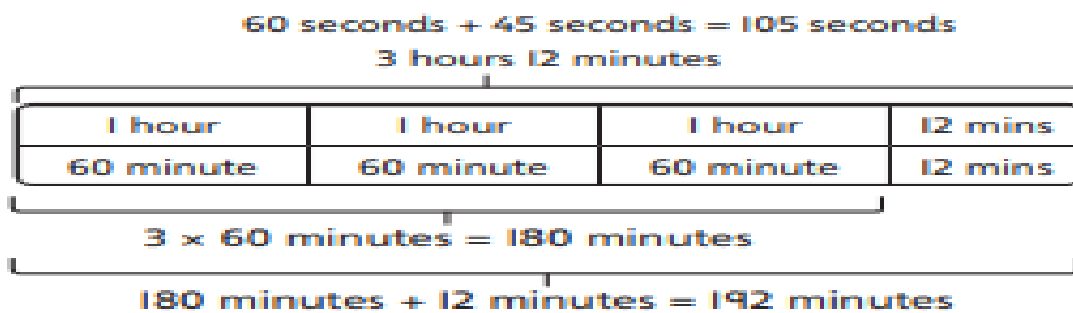 60 seconds + 45 seconds = 105 seconds
3 hours 12 minutes
1 hour 1 hour 1 hour 12 mins
60 minute 60 minute 60 minute 12 mins
3 × 60 minutes = 180 minutes
180 minutes + 12 minutes = 192 minutes